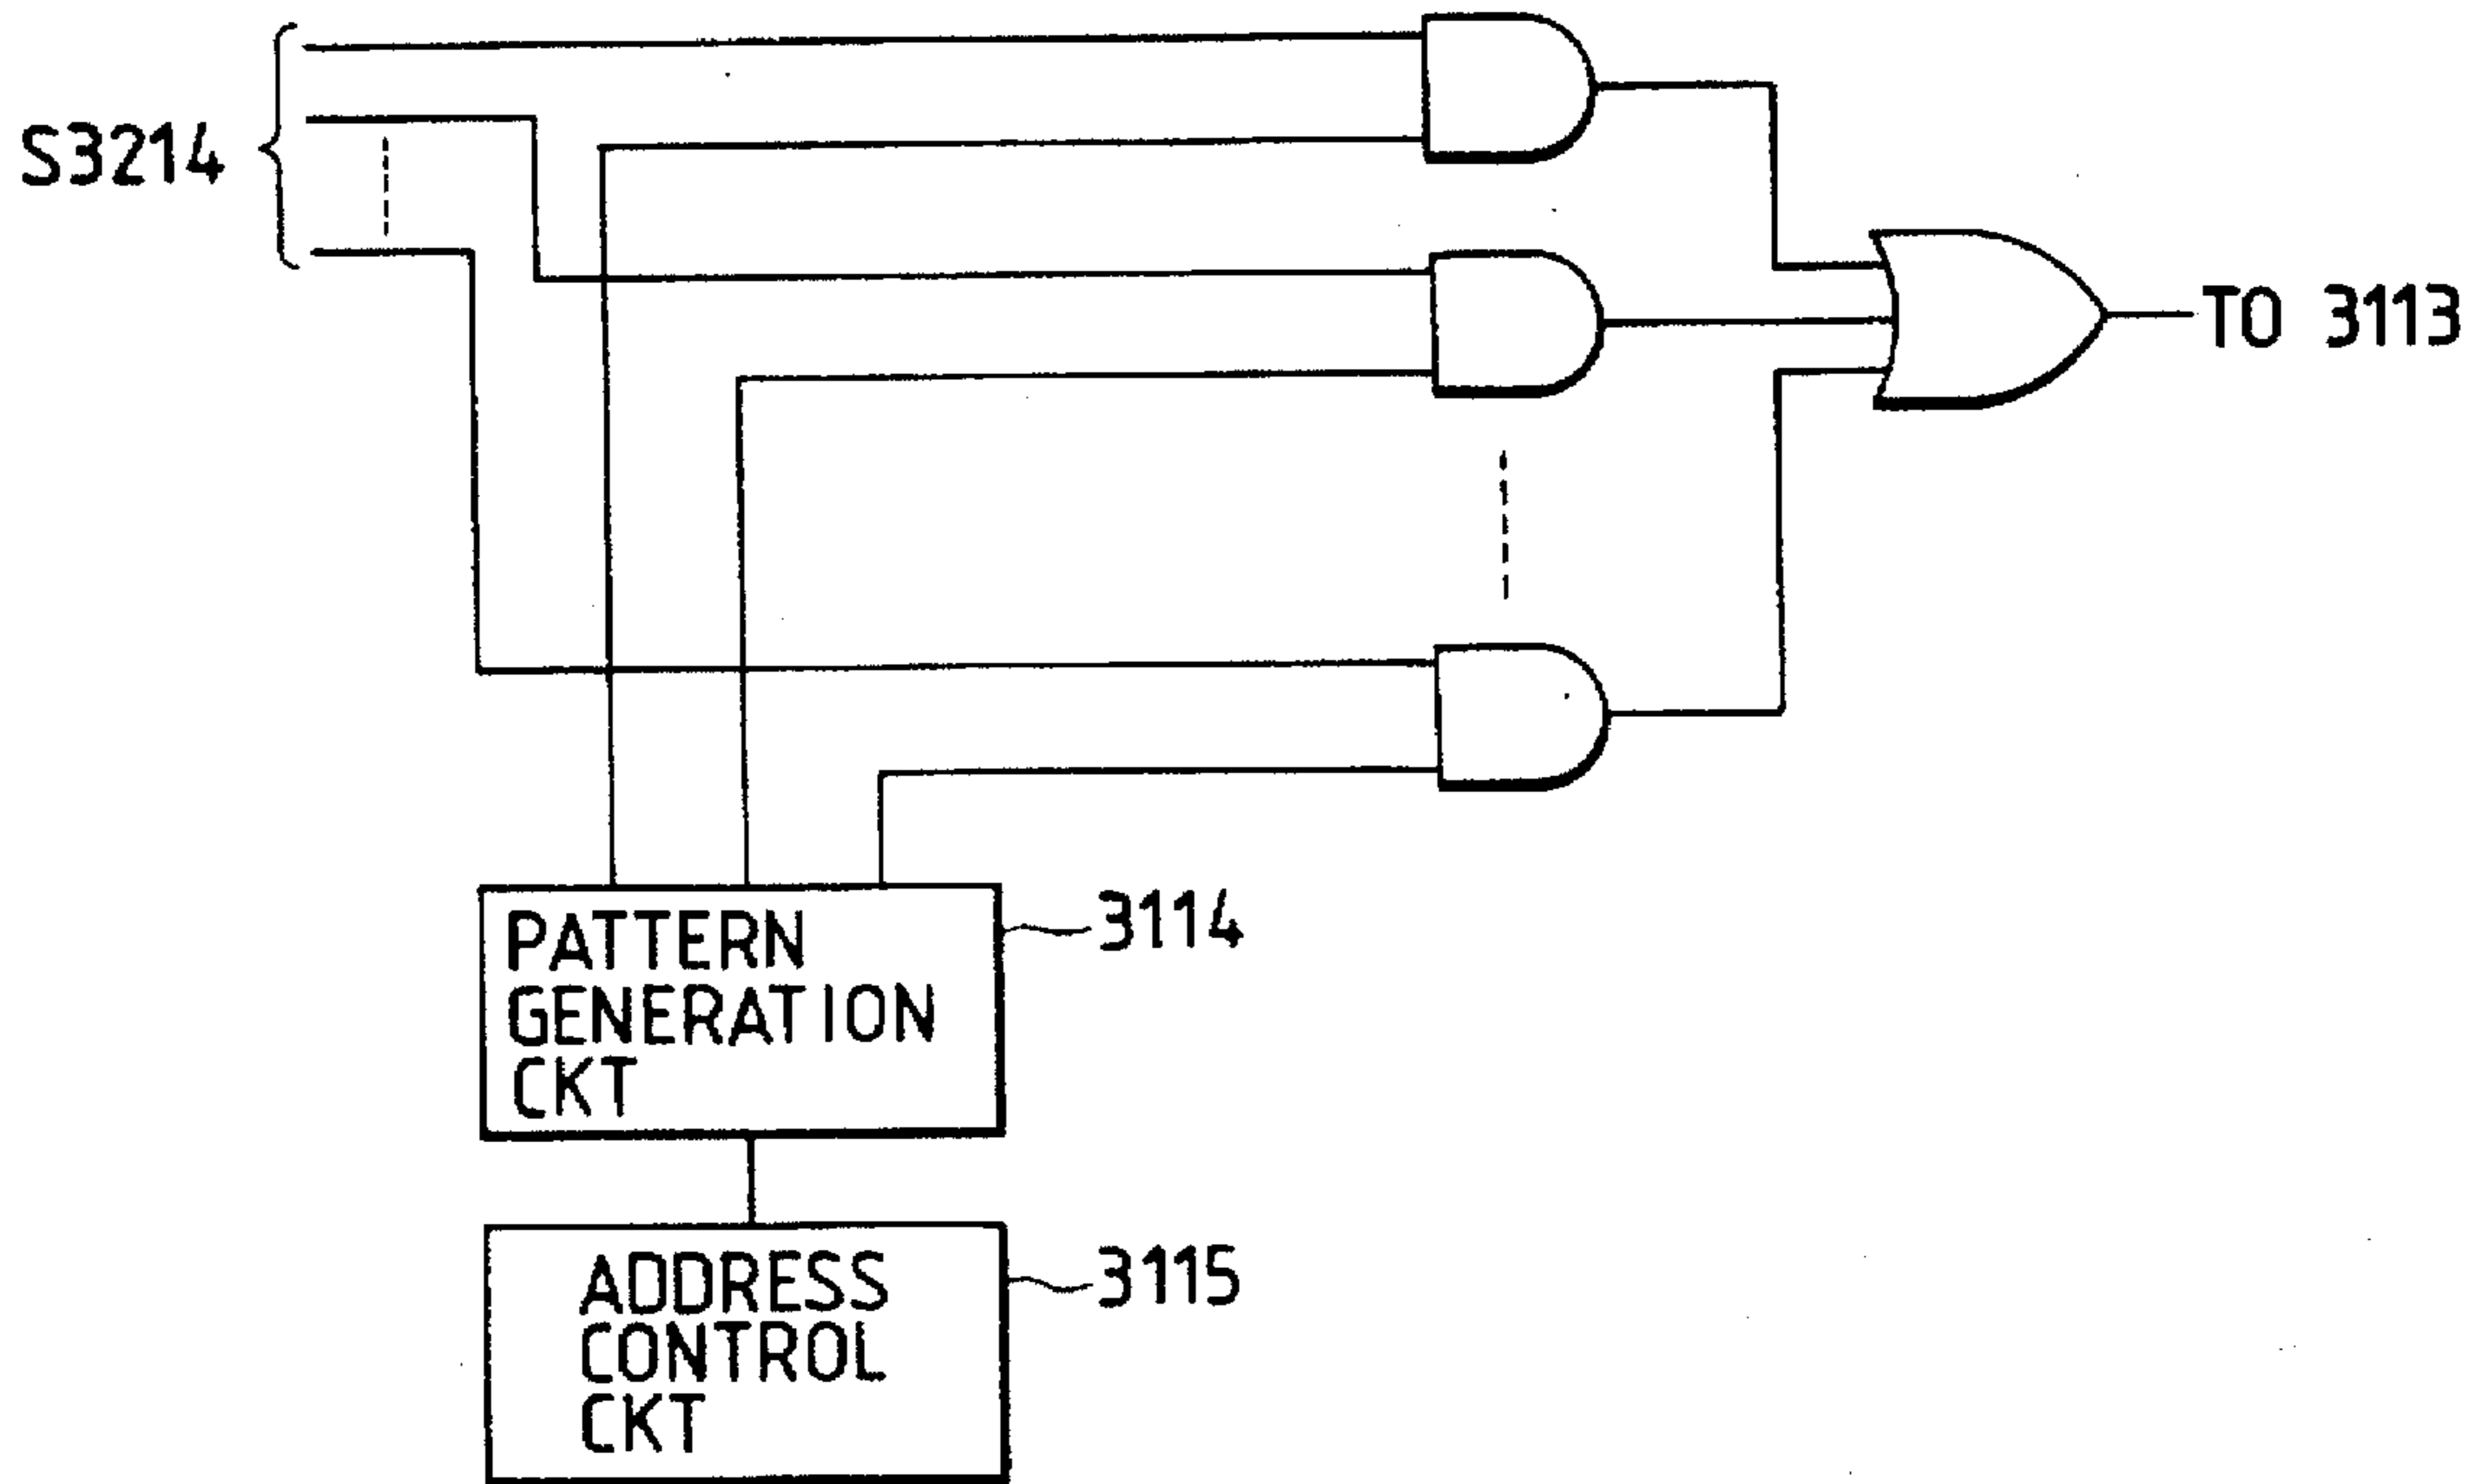 S3214
TO 3113
PATTERN
GENERATION
CKT
3114
ADDRESS
CONTROL
CKT
3115